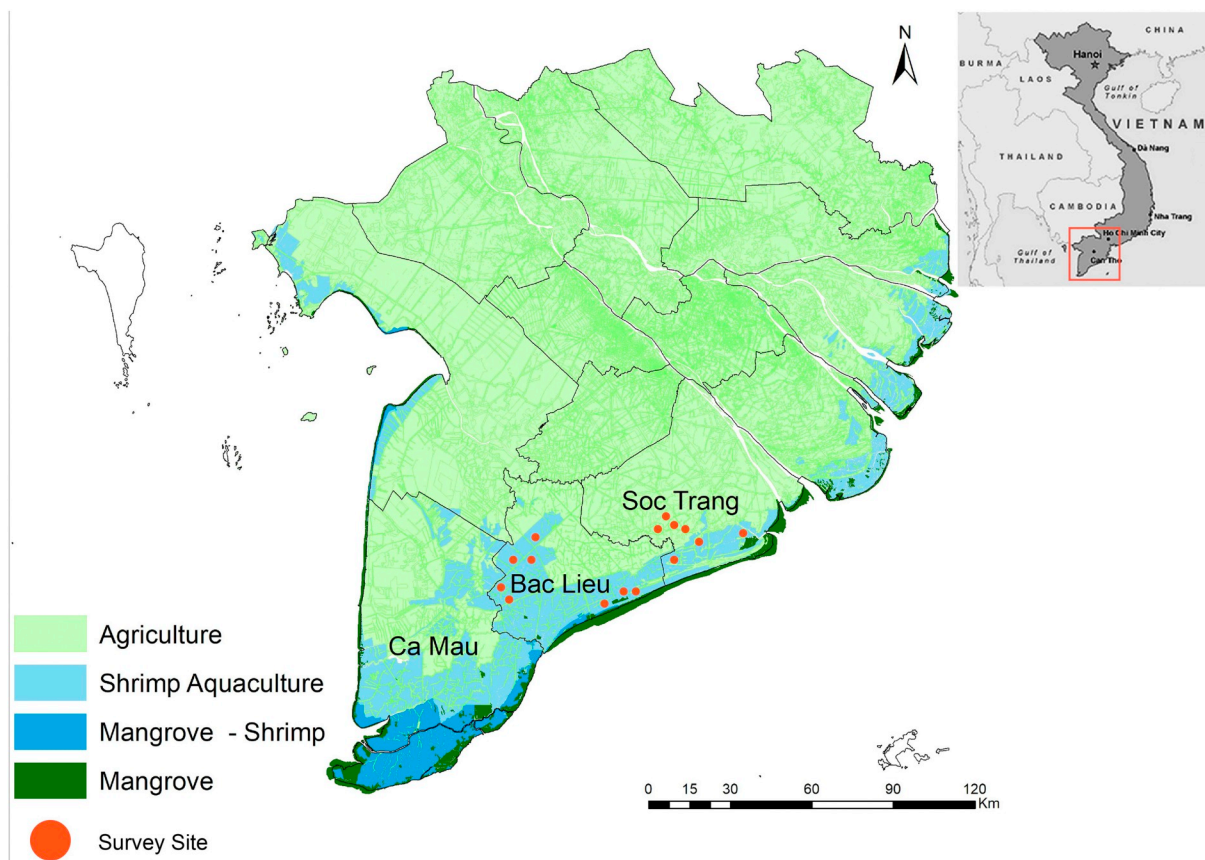 N
CHINA
Hanoi
BURMA
LAOS
Gulf of
Tonkin
VIETNAM
Dà Nang
THAILAND
CAMBODIA
Nha Trang
Ho Chi Minh City
Gulf of
Thailand
Can Tho
Soc Trang
Bac Lieu
Ca Mau
Agriculture
Shrimp Aquaculture
Mangrove - Shrimp
Mangrove
Survey Site
0 15 30 60 90 120
Km